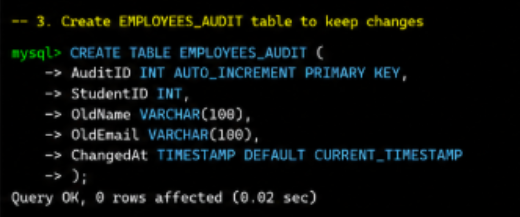 -- 3. Create EMPLOYEES_AUDIT table to keep changes
mysql> CREATE TABLE EMPLOYEES_AUDIT (
    -> AuditID INT AUTO_INCREMENT PRIMARY KEY,
    -> StudentID INT,
    -> OldName VARCHAR(100),
    -> OldEmail VARCHAR(100),
    -> ChangedAt TIMESTAMP DEFAULT CURRENT_TIMESTAMP
    -> );
Query OK, 0 rows affected (0.02 sec)